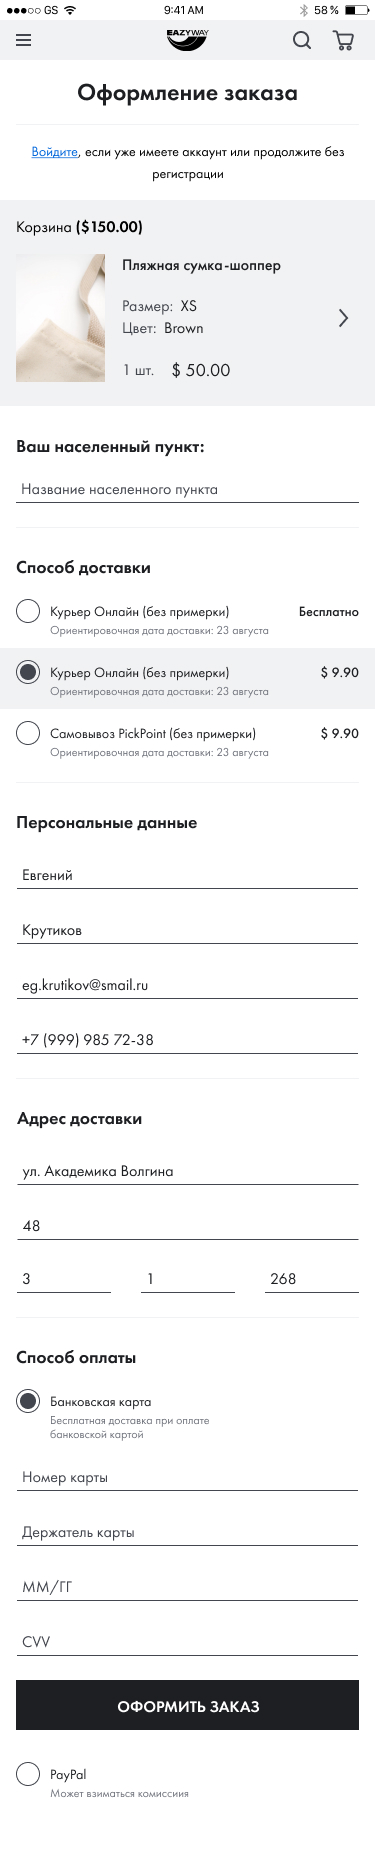 GS 9:41 AM 58 %
EAZYWAY
Оформление заказа
Войдите, если уже имеете аккаунт или продолжите без
регистрации
Корзина ($150.00)
Пляжная сумка-шоппер
Размер: XS
Цвет: Brown
1 шт. $ 50.00
Ваш населенный пункт:
Название населенного пункта
Способ доставки
Курьер Онлайн (без примерки) Бесплатно
Ориентировочная дата доставки: 23 августа
Курьер Онлайн (без примерки) $ 9.90
Ориентировочная дата доставки: 23 августа
Самовывоз PickPoint (без примерки) $ 9.90
Ориентировочная дата доставки: 23 августа
Персональные данные
Евгений
Крутиков
eg.krutikov@smail.ru
+7 (999) 985 72-38
Адрес доставки
ул. Академика Волгина
48
3 1 268
Способ оплаты
Банковская карта
Бесплатная доставка при оплате
банковской картой
Номер карты
Держатель карты
ММ/ГГ
CVV
ОФОРМИТЬ ЗАКАЗ
PayPal
Может взиматься комиссиия